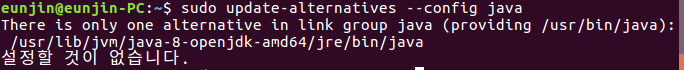 eunjin@eunjin-PC:~$ sudo update-alternatives --config java
There is only one alternative in link group java (providing /usr/bin/java):
/usr/lib/jvm/java-8-openjdk-amd64/jre/bin/java
설정할 것이 없습니다.